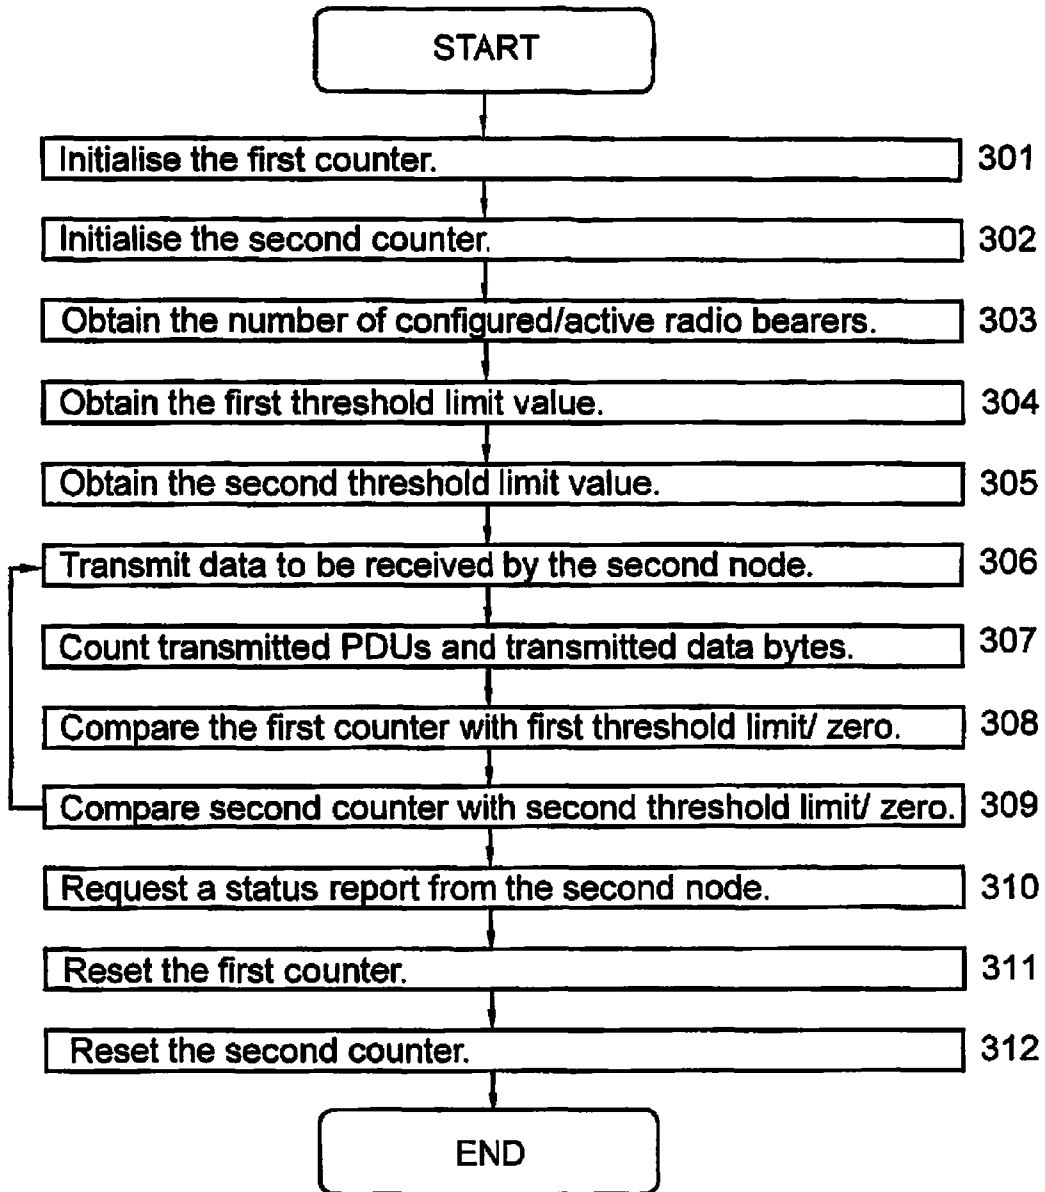 START
Initialise the first counter. 301
Initialise the second counter. 302
Obtain the number of configured/active radio bearers. 303
Obtain the first threshold limit value. 304
Obtain the second threshold limit value. 305
Transmit data to be received by the second node. 306
Count transmitted PDUs and transmitted data bytes. 307
Compare the first counter with first threshold limit/ zero. 308
Compare second counter with second threshold limit/ zero. 309
Request a status report from the second node. 310
Reset the first counter. 311
Reset the second counter. 312
END